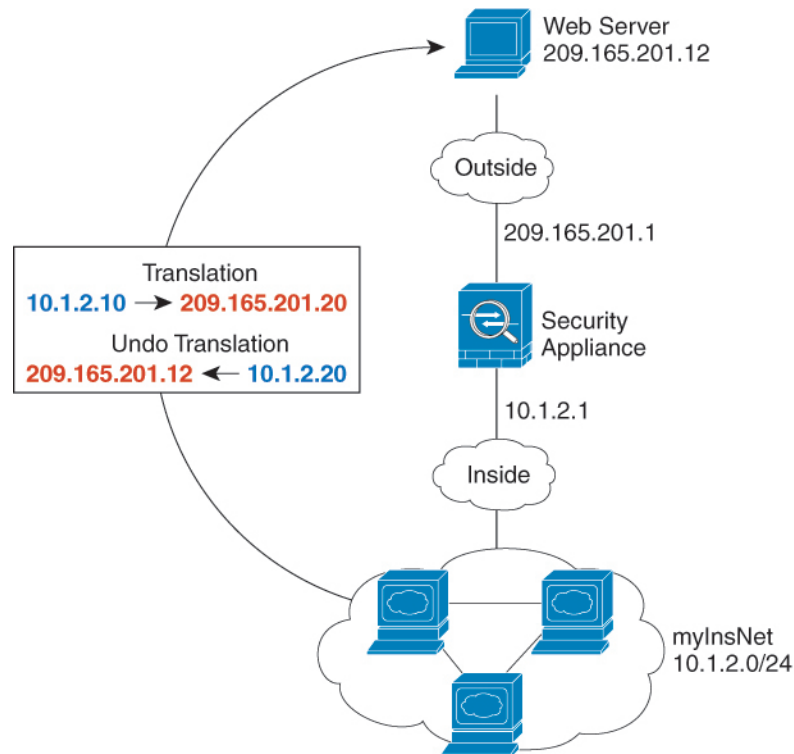 Web Server
209.165.201.12
Outside
209.165.201.1
Translation
10.1.2.10 → 209.165.201.20
Undo Translation
209.165.201.12 ← 10.1.2.20
Security
Appliance
10.1.2.1
Inside
myInsNet
10.1.2.0/24